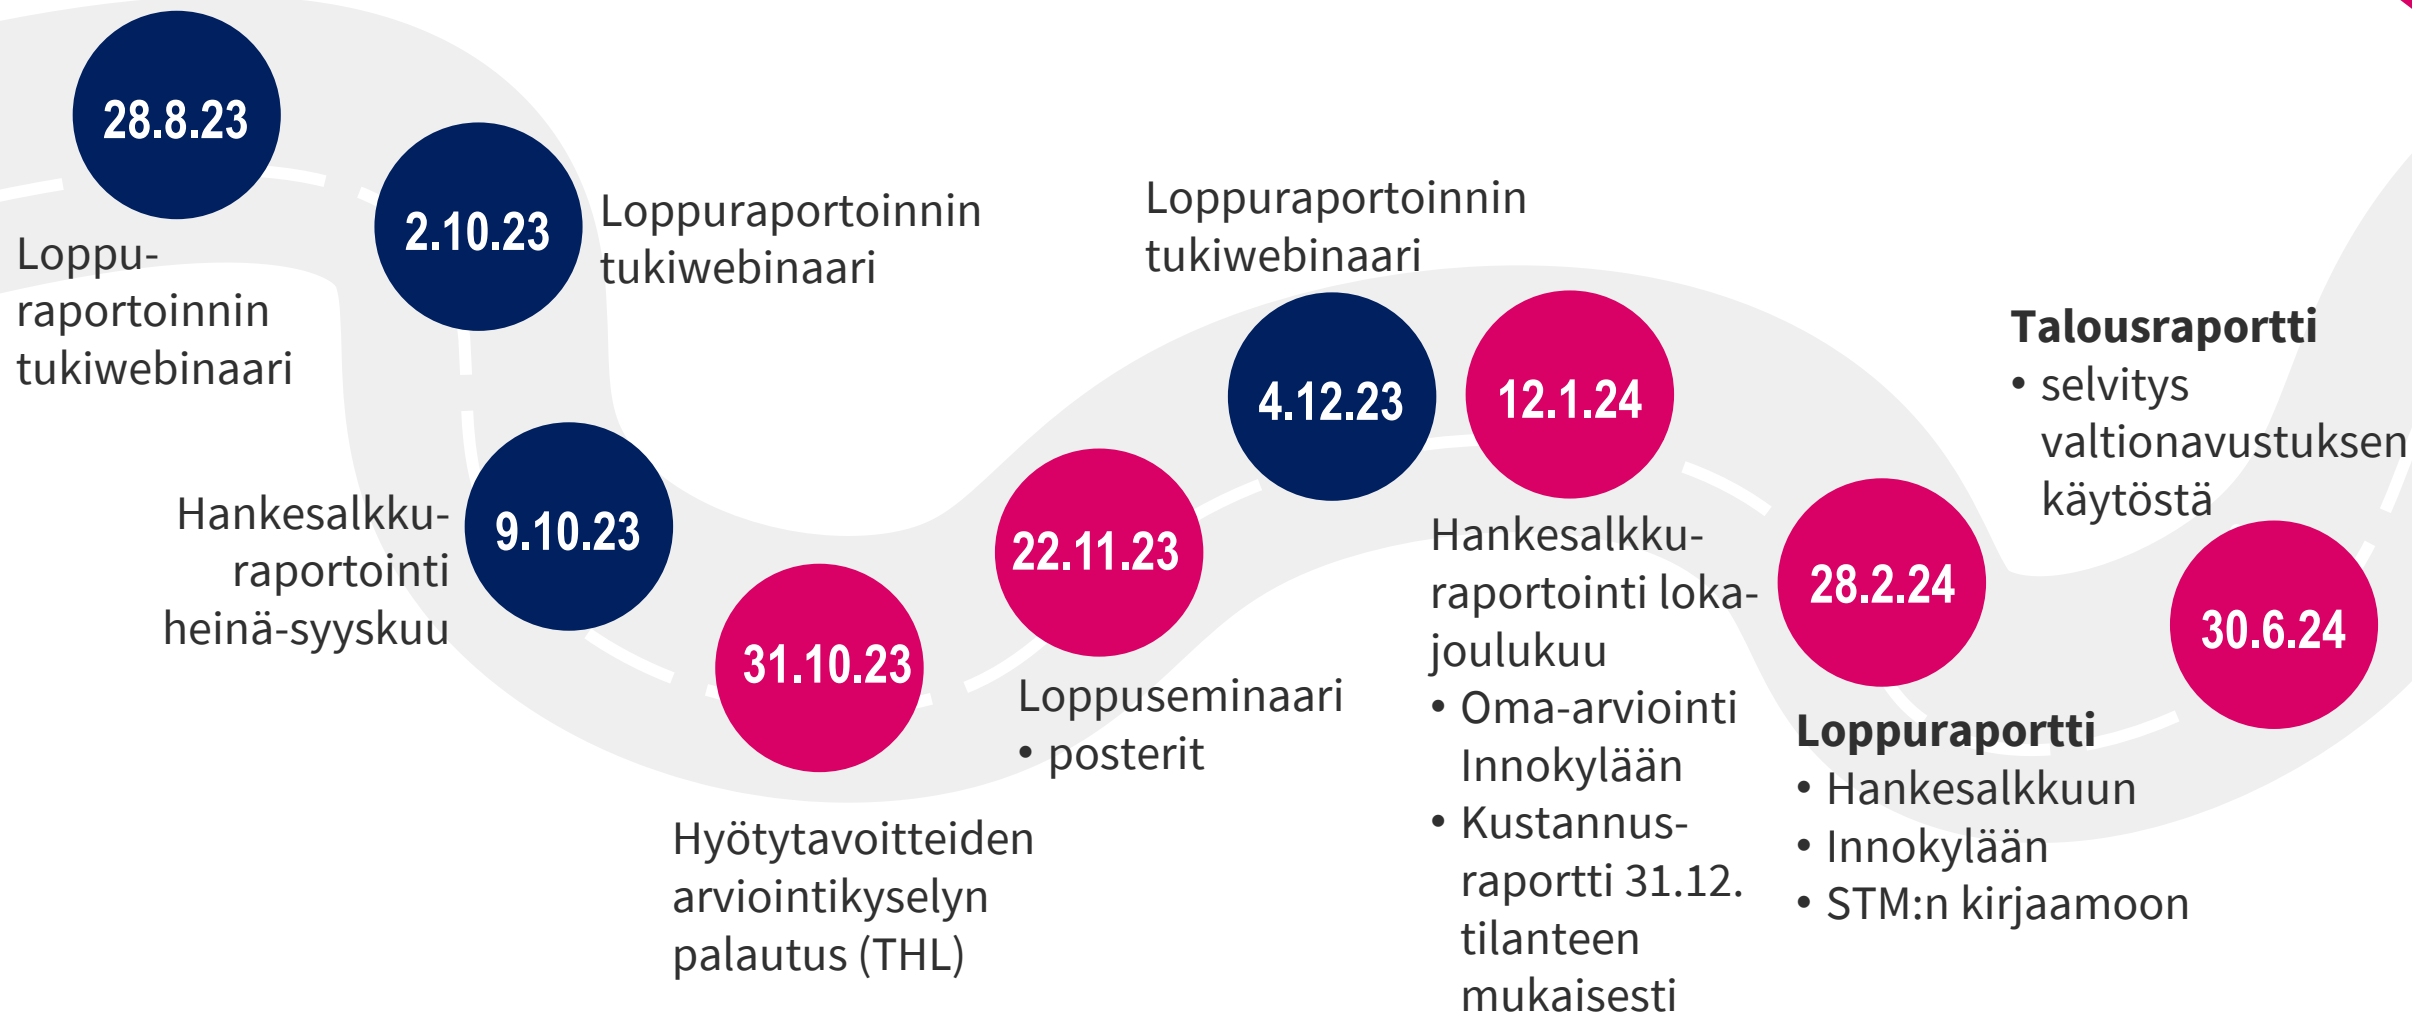 28.8.23
Loppu-
raportoinnin
tukiwebinaari
2.10.23
Loppuraportoinnin
tukiwebinaari
9.10.23
Hankesalkku-
raportointi
heinä-syyskuu
31.10.23
Hyötytavoitteiden
arviointikyselyn
palautus (THL)
22.11.23
Loppuseminaari
• posterit
Loppuraportoinnin
tukiwebinaari
4.12.23
12.1.24
Hankesalkku-
raportointi loka-
joulukuu
• Oma-arviointi
Innokylään
• Kustannus-
raportti 31.12.
tilanteen
mukaisesti
28.2.24
Loppuraportti
• Hankesalkkuun
• Innokylään
• STM:n kirjaamoon
Talousraportti
• selvitys
valtionavustuksen
käytöstä
30.6.24